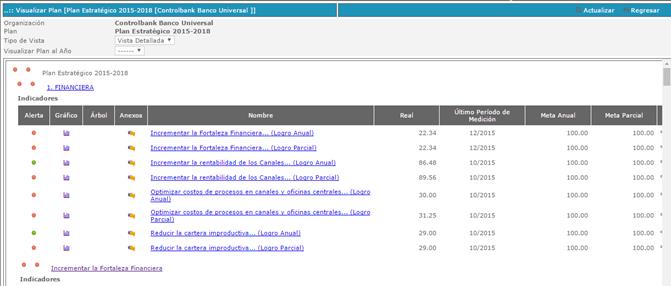 ..:: Visualizar Plan [Plan Estratégico 2015-2018 [Controlbank Banco Universal ]] Actualizar Regresar
Organización Controlbank Banco Universal
Plan Plan Estratégico 2015-2018
Tipo de Vista Vista Detallada
Visualizar Plan al Año ------
Plan Estratégico 2015-2018
1. FINANCIERA
Indicadores
Alerta Gráfico Árbol Anexos Nombre Real Último Período de Medición Meta Anual Meta Parcial
Incrementar la Fortaleza Financiera... (Logro Anual) 22.34 12/2015 100.00 100.00
Incrementar la Fortaleza Financiera... (Logro Parcial) 22.34 12/2015 100.00 100.00
Incrementar la rentabilidad de los Canales... (Logro Anual) 86.48 10/2015 100.00 100.00
Incrementar la rentabilidad de los Canales... (Logro Parcial) 89.56 10/2015 100.00 100.00
Optimizar costos de procesos en canales y oficinas centrales... (Logro Anual) 30.00 10/2015 100.00 100.00
Optimizar costos de procesos en canales y oficinas centrales... (Logro Parcial) 31.25 10/2015 100.00 100.00
Reducir la cartera improductiva... (Logro Anual) 29.00 10/2015 100.00 100.00
Reducir la cartera improductiva... (Logro Parcial) 29.00 10/2015 100.00 100.00
Incrementar la Fortaleza Financiera
Indicadores